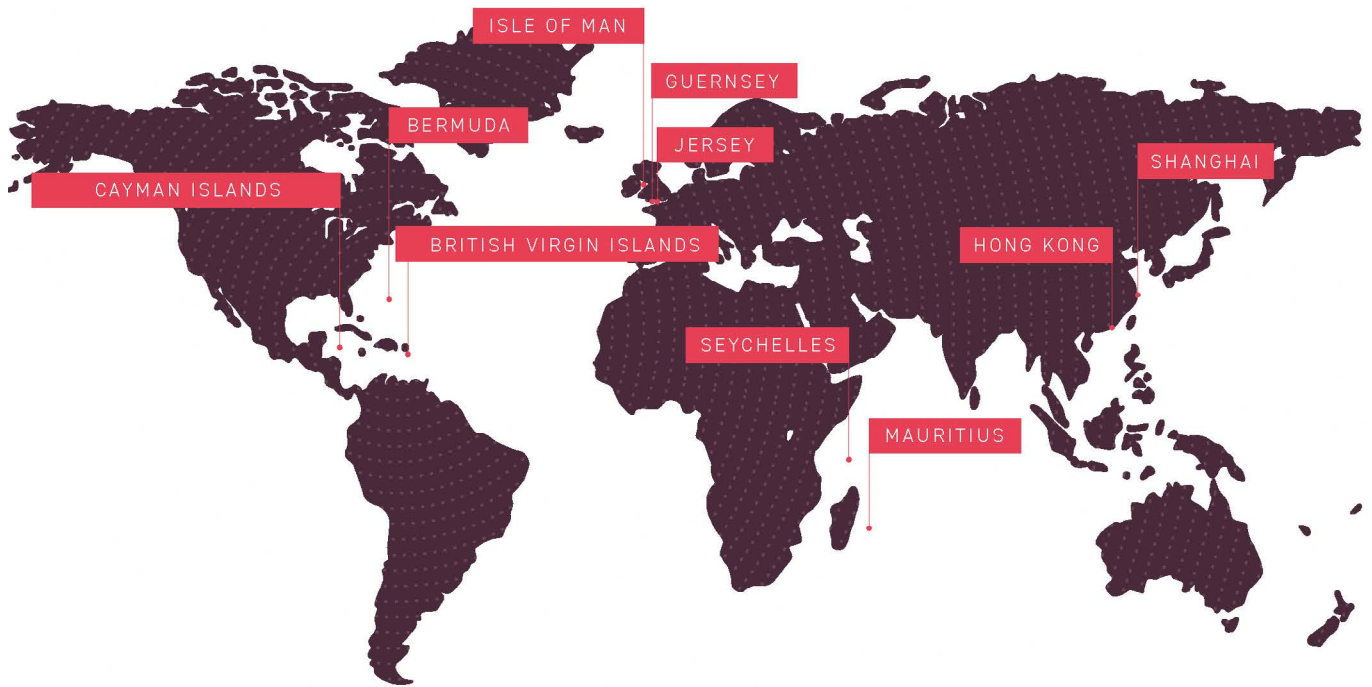 ISLE OF MAN
GUERNSEY
BERMUDA
JERSEY
SHANGHAI
CAYMAN ISLANDS
BRITISH VIRGIN ISLANDS
HONG KONG
SEYCHELLES
MAURITIUS